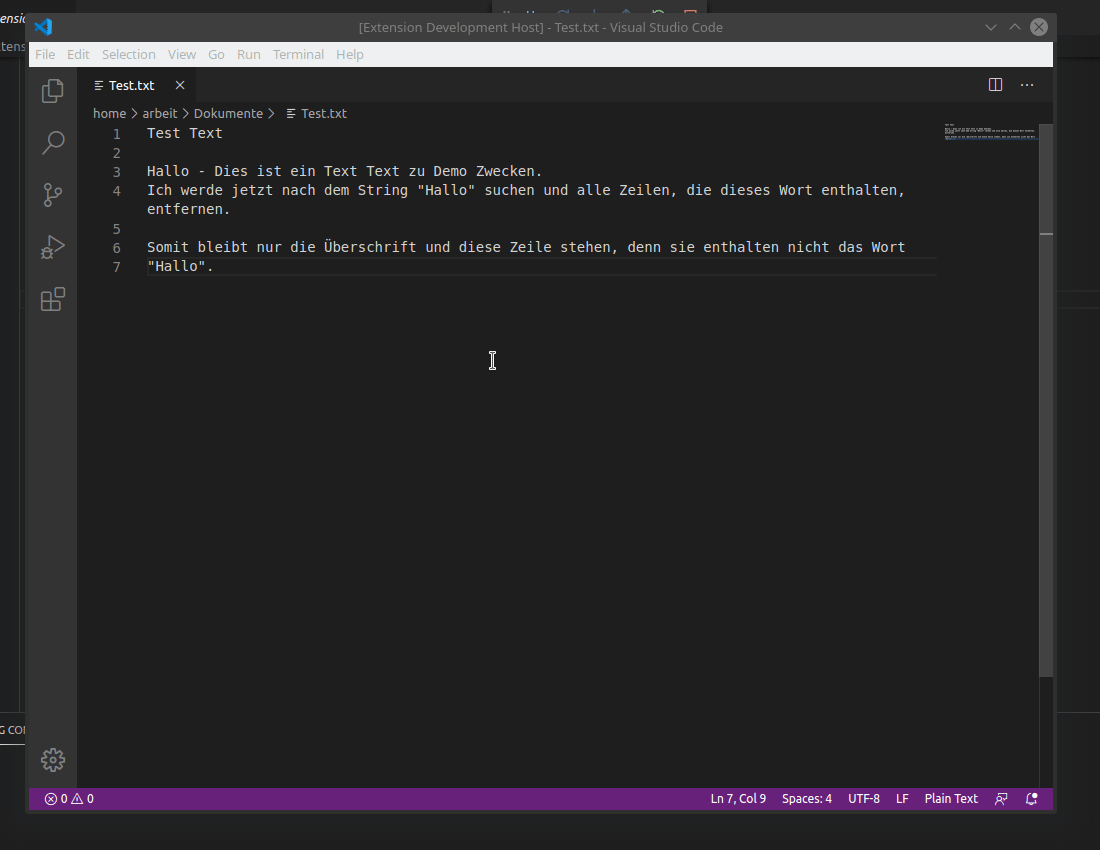 [Extension Development Host] - Test.txt - Visual Studio Code
File Edit Selection View Go Run Terminal Help
Test.txt
home > arbeit > Dokumente > Test.txt
1 Test Text
2
3 Hallo - Dies ist ein Text Text zu Demo Zwecken.
4 Ich werde jetzt nach dem String "Hallo" suchen und alle Zeilen, die dieses Wort enthalten,
entfernen.
5
6 Somit bleibt nur die Überschrift und diese Zeile stehen, denn sie enthalten nicht das Wort
7 "Hallo".
0 0 Ln 7, Col 9 Spaces: 4 UTF-8 LF Plain Text